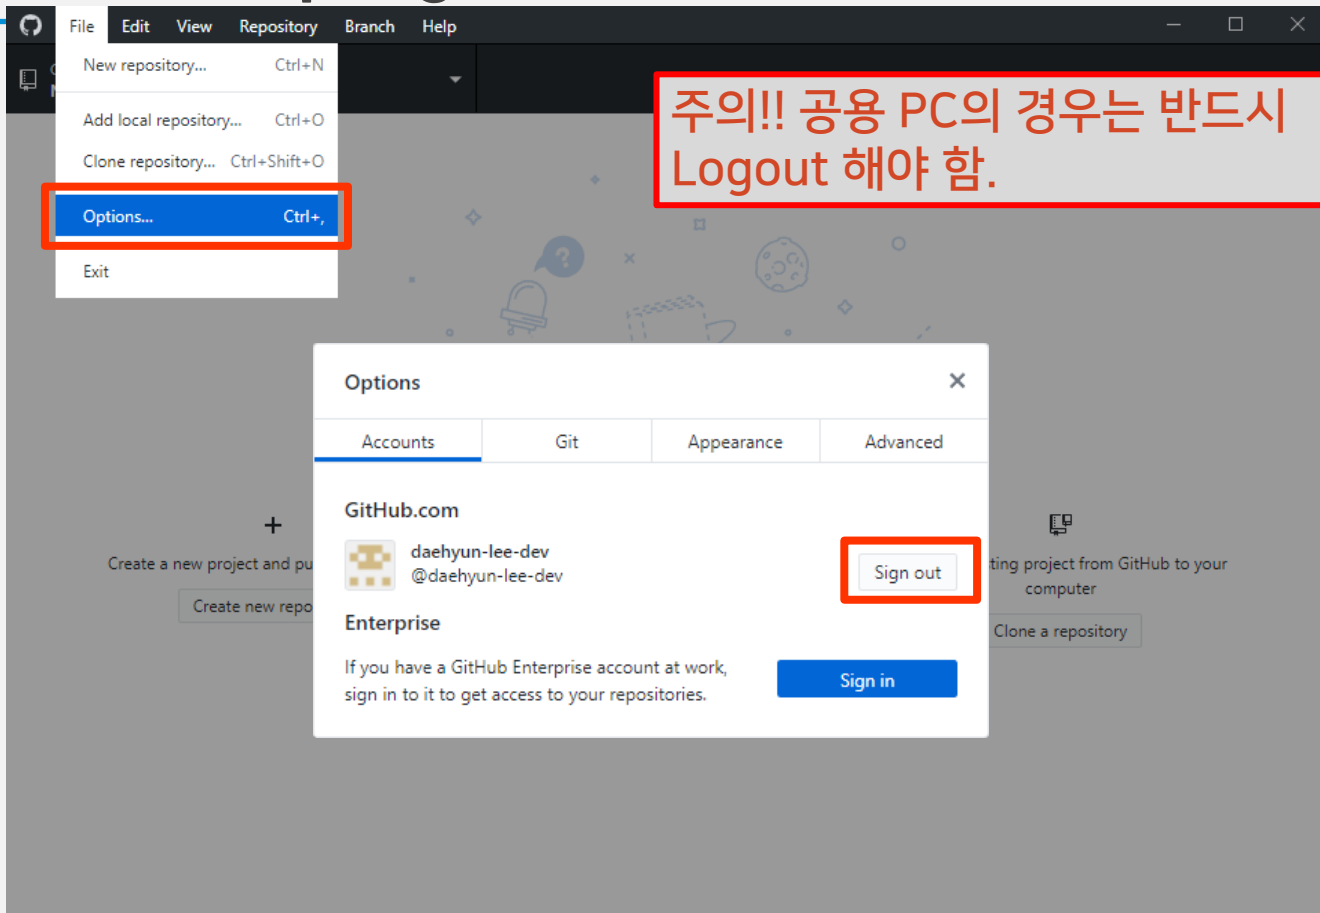 File Edit View Repository Branch Help
New repository... Ctrl+N
Add local repository... Ctrl+O
Clone repository... Ctrl+Shift+O
Options... Ctrl+,
Exit
주의!! 공용 PC의 경우는 반드시
Logout 해야 함.
Options
Accounts Git Appearance Advanced
GitHub.com
daehyun-lee-dev
@daehyun-lee-dev
Sign out
Enterprise
If you have a GitHub Enterprise account at work,
sign in to it to get access to your repositories.
Sign in
Create a new project and pu
Create new repo
ting project from GitHub to your
computer
Clone a repository